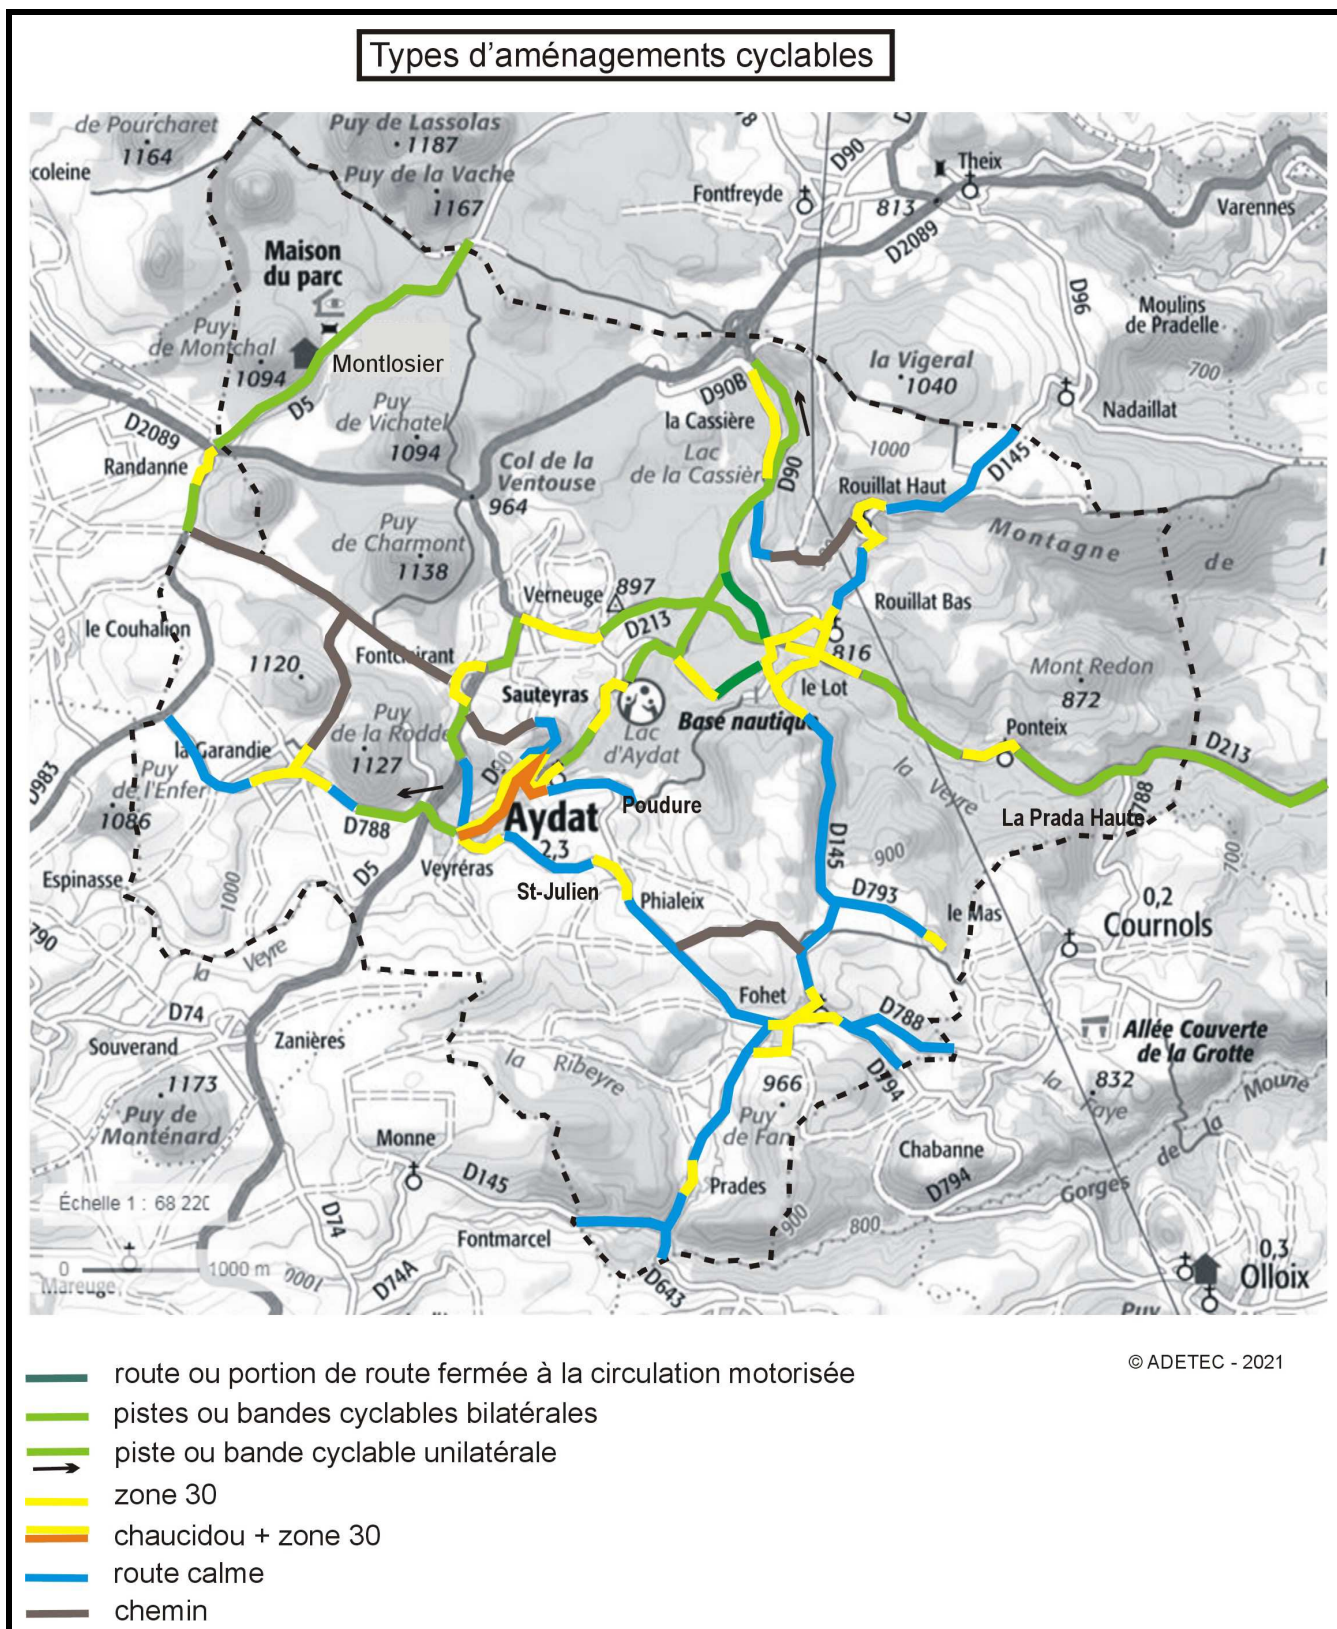 Types d'aménagements cyclables
de Pourcharet
1164
Puy de Lassolas
1187
coleine
Puy de la Vache
1167
D90
Theix
Fontfreyde
813
D2089
Varennes
Maison
du parc
D96
Moulins
de Pradelle
Puy
de Montchal
1094
Montlosier
la Vigeral
1040
700
D5
D90B
Nadaillat
Puy
de Vichatel
1094
la Cassière
D2089
Randanne
Col de la
Ventouse
964
Lac
de la Cassièr
D90
1000
D145
Rouillat Haut
Puy
de Charmont
1138
Montagne
de
Verneuge
897
Rouillat Bas
le Couhalion
D213
1120
816
Mont Redon
872
Sauteyras
le Lot
Puy
de la Rodde
1127
Base nautique
Lac
d'Aydat
Ponteix
D213
la Garandie
D983
Puy
de l'Enfer
1086
la Veyre
D788
Poudure
La Prada Haute
Aydat
2,3
D788
D145
900
700
Veyréras
Espinasse
1000
D5
St-Julien
Phialeix
D793
le Mas
0,2
Cournols
790
la Veyre
Fohet
D788
D74
Souverand
Zanières
la Ribeyre
Allée Couverte
de la Grotte
1173
Puy de
Monténard
966
D794
832
Puy
de Fan
Mouné
de la
Monne
Chabanne
D145
Prades
D794
Gorges
Échelle 1 : 68 220
D74
Fontmarcel
900
800
0 1000 m
Mareuge
1000
D74A
D643
0,3
Olloix
Puy
© ADETEC - 2021
route ou portion de route fermée à la circulation motorisée
pistes ou bandes cyclables bilatérales
piste ou bande cyclable unilatérale
zone 30
chaucidou + zone 30
route calme
chemin